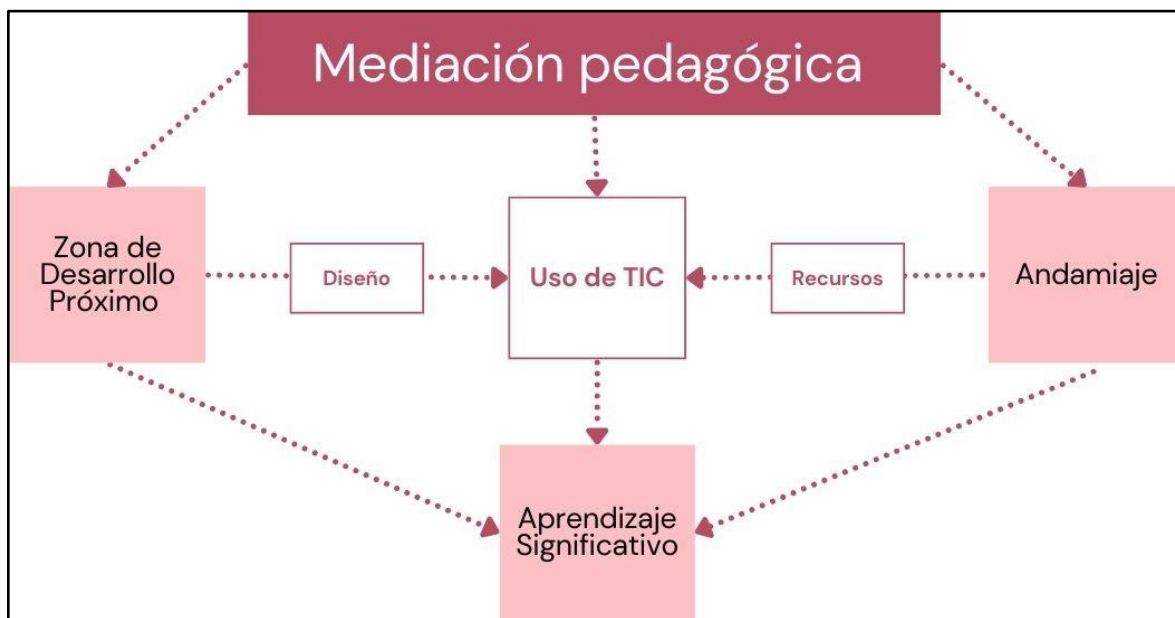 Mediación pedagógica
Zona de
Desarrollo
Próximo
Diseño
Uso de TIC
Recursos
Andamiaje
Aprendizaje
Significativo